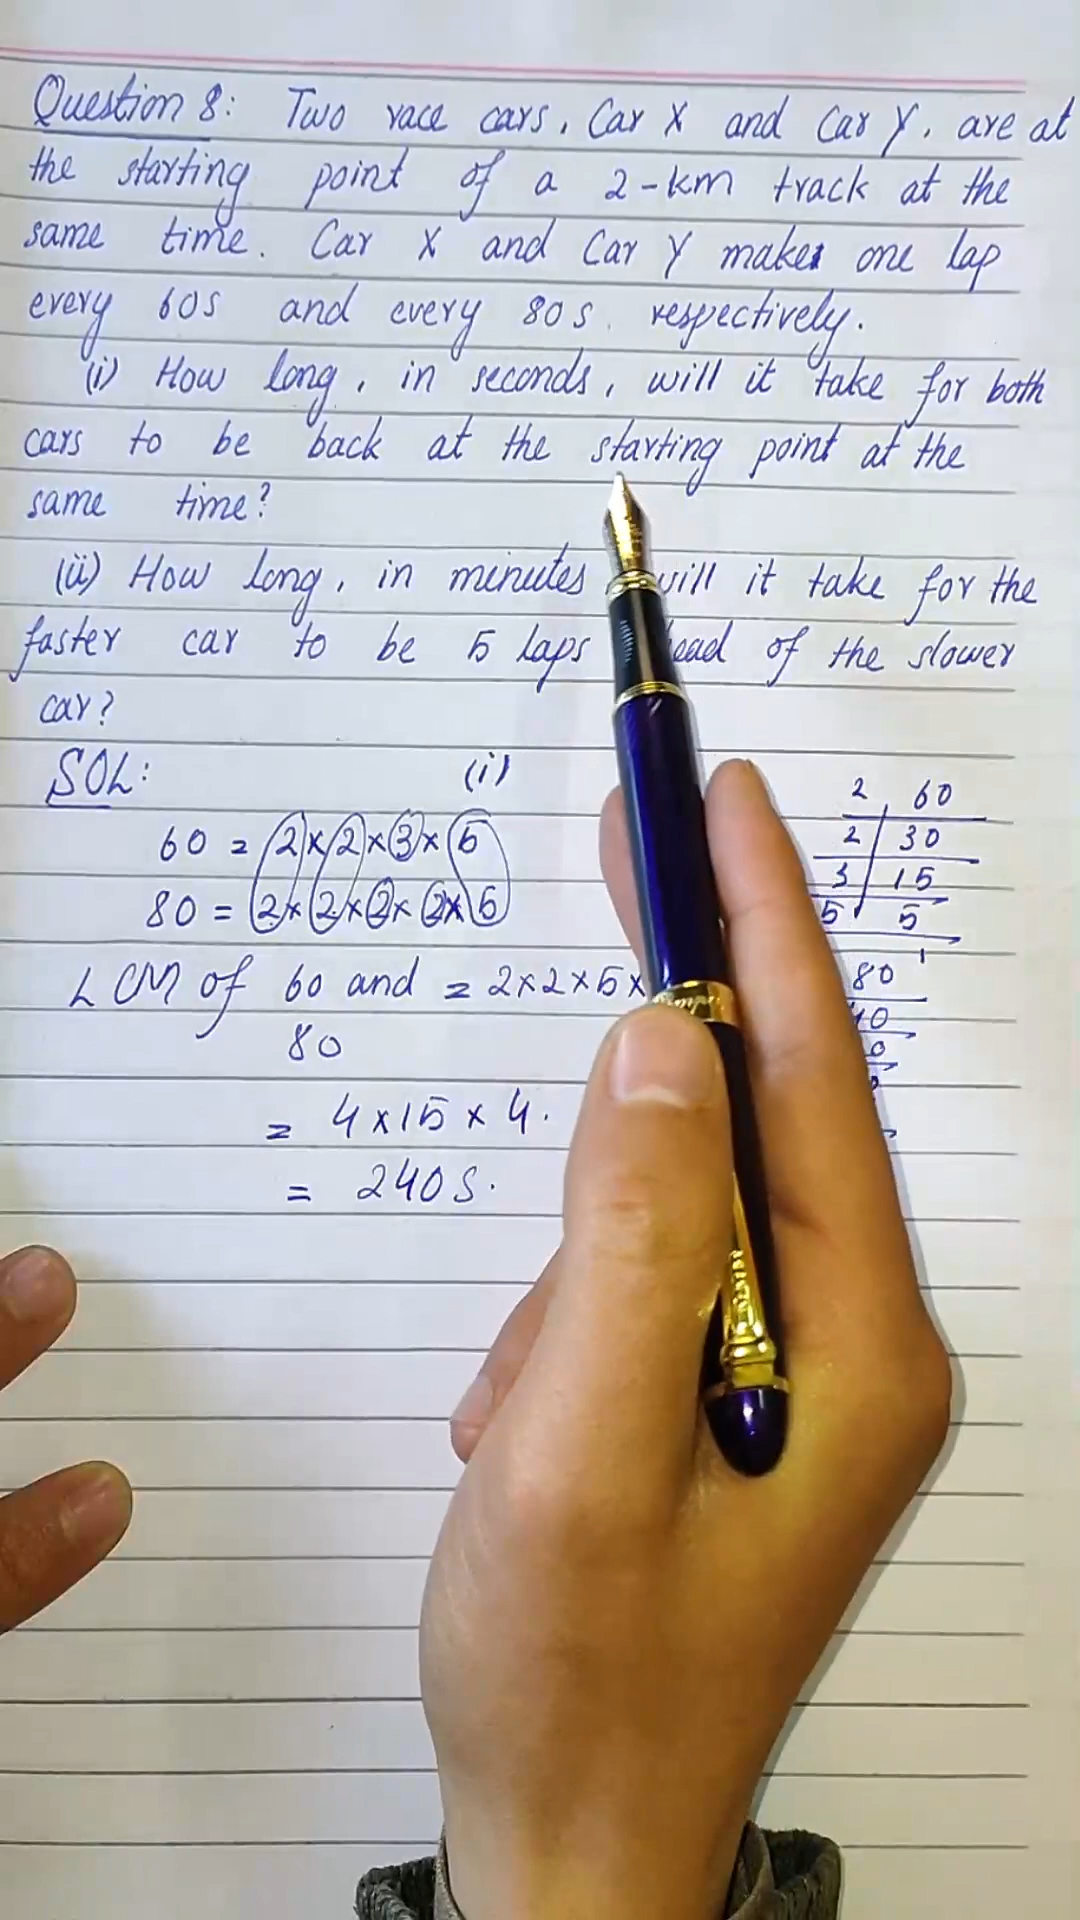 Question 8: Two race cars, Car X and Car Y, are at
the starting point of a 2-km track at the
same time. Car X and Car Y makes one lap
every 60s and every 80s, respectively.
(i) How long, in seconds, will it take for both
cars to be back at the starting point at the
same time?
(ii) How long, in minutes, will it take for the
faster car to be 5 laps head of the slower
car?
SOL: (i)
60 = 2×2×3×5
80 = 2×2×2×2×5
LCM of 60 and = 2×2×5×
80
= 4×15×4.
= 240s.
2 60
2 30
3 15
5 5
1
80
40
0